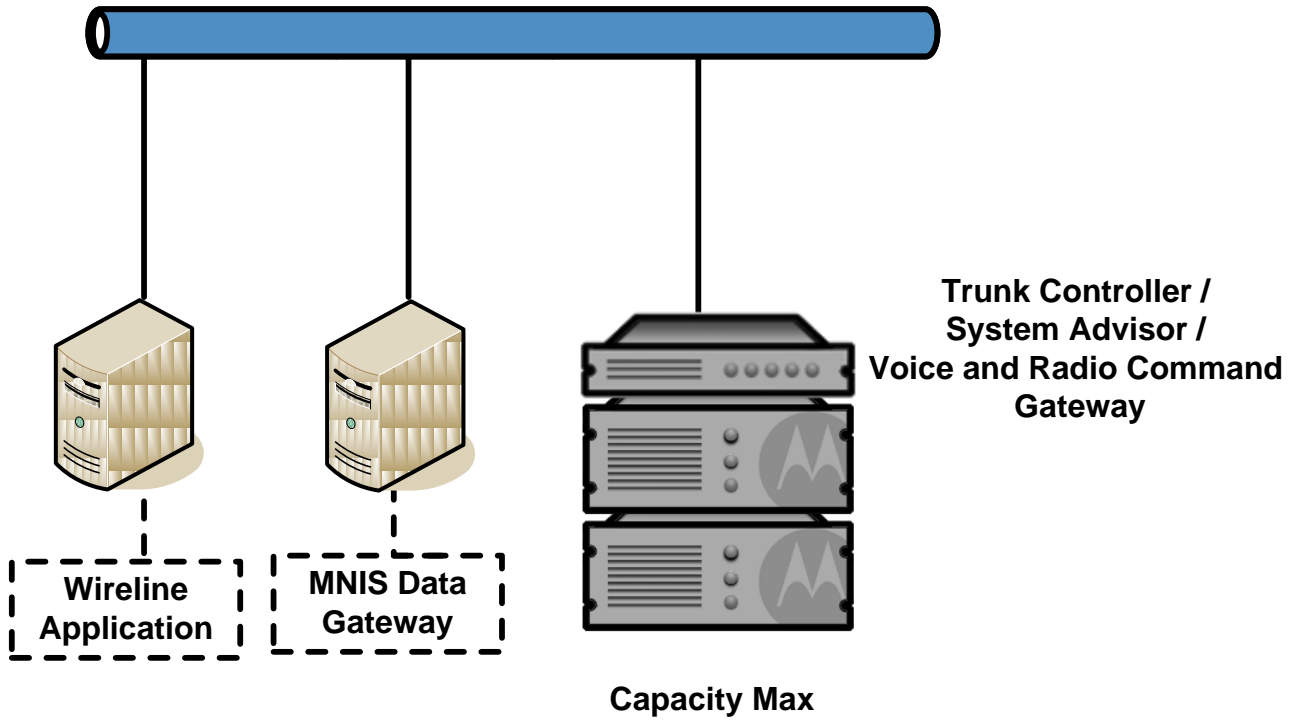 Trunk Controller /
System Advisor /
Voice and Radio Command
Gateway
Wireline
Application
MNIS Data
Gateway
Capacity Max